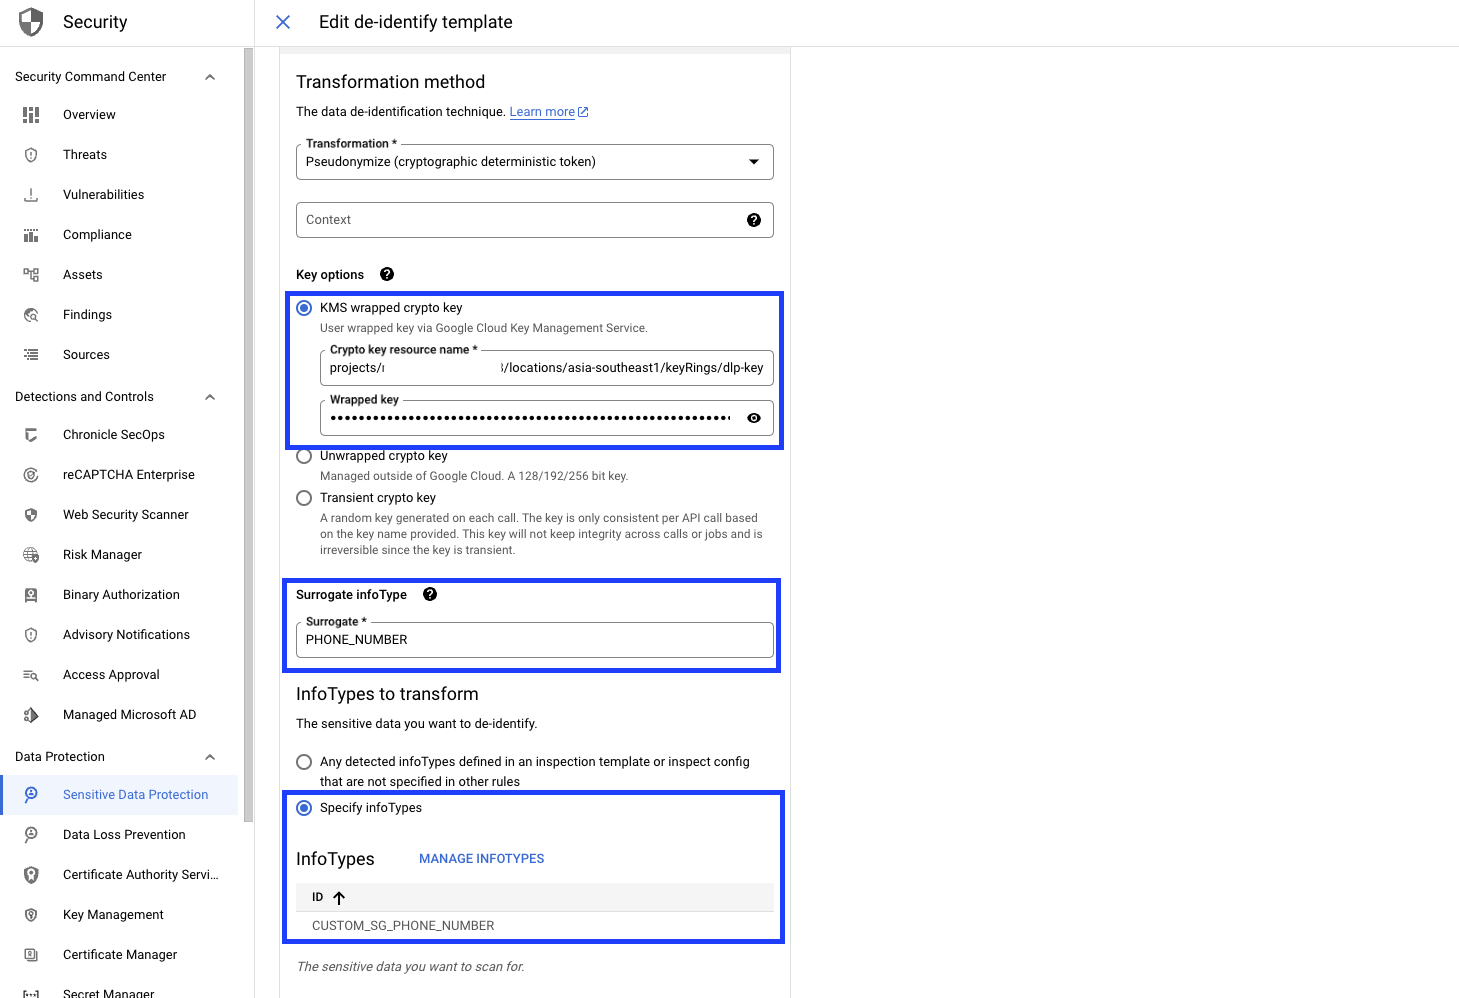 Security
Edit de-identify template
Security Command Center
Overview
Threats
Vulnerabilities
Compliance
Assets
Findings
Sources
Detections and Controls
Chronicle SecOps
reCAPTCHA Enterprise
Web Security Scanner
Risk Manager
Binary Authorization
Advisory Notifications
Access Approval
Managed Microsoft AD
Data Protection
Sensitive Data Protection
Data Loss Prevention
Certificate Authority Servi...
Key Management
Certificate Manager
Secret Manager
Transformation method
The data de-identification technique. Learn more
Transformation *
Pseudonymize (cryptographic deterministic token)
Context
Key options
KMS wrapped crypto key
User wrapped key via Google Cloud Key Management Service.
Crypto key resource name *
projects/ /locations/asia-southeast1/keyRings/dlp-key
Wrapped key
Unwrapped crypto key
Managed outside of Google Cloud. A 128/192/256 bit key.
Transient crypto key
A random key generated on each call. The key is only consistent per API call based
on the key name provided. This key will not keep integrity across calls or jobs and is
irreversible since the key is transient.
Surrogate infoType
Surrogate *
PHONE_NUMBER
InfoTypes to transform
The sensitive data you want to de-identify.
Any detected infoTypes defined in an inspection template or inspect config
that are not specified in other rules
Specify infoTypes
InfoTypes
MANAGE INFOTYPES
ID
CUSTOM_SG_PHONE_NUMBER
The sensitive data you want to scan for.